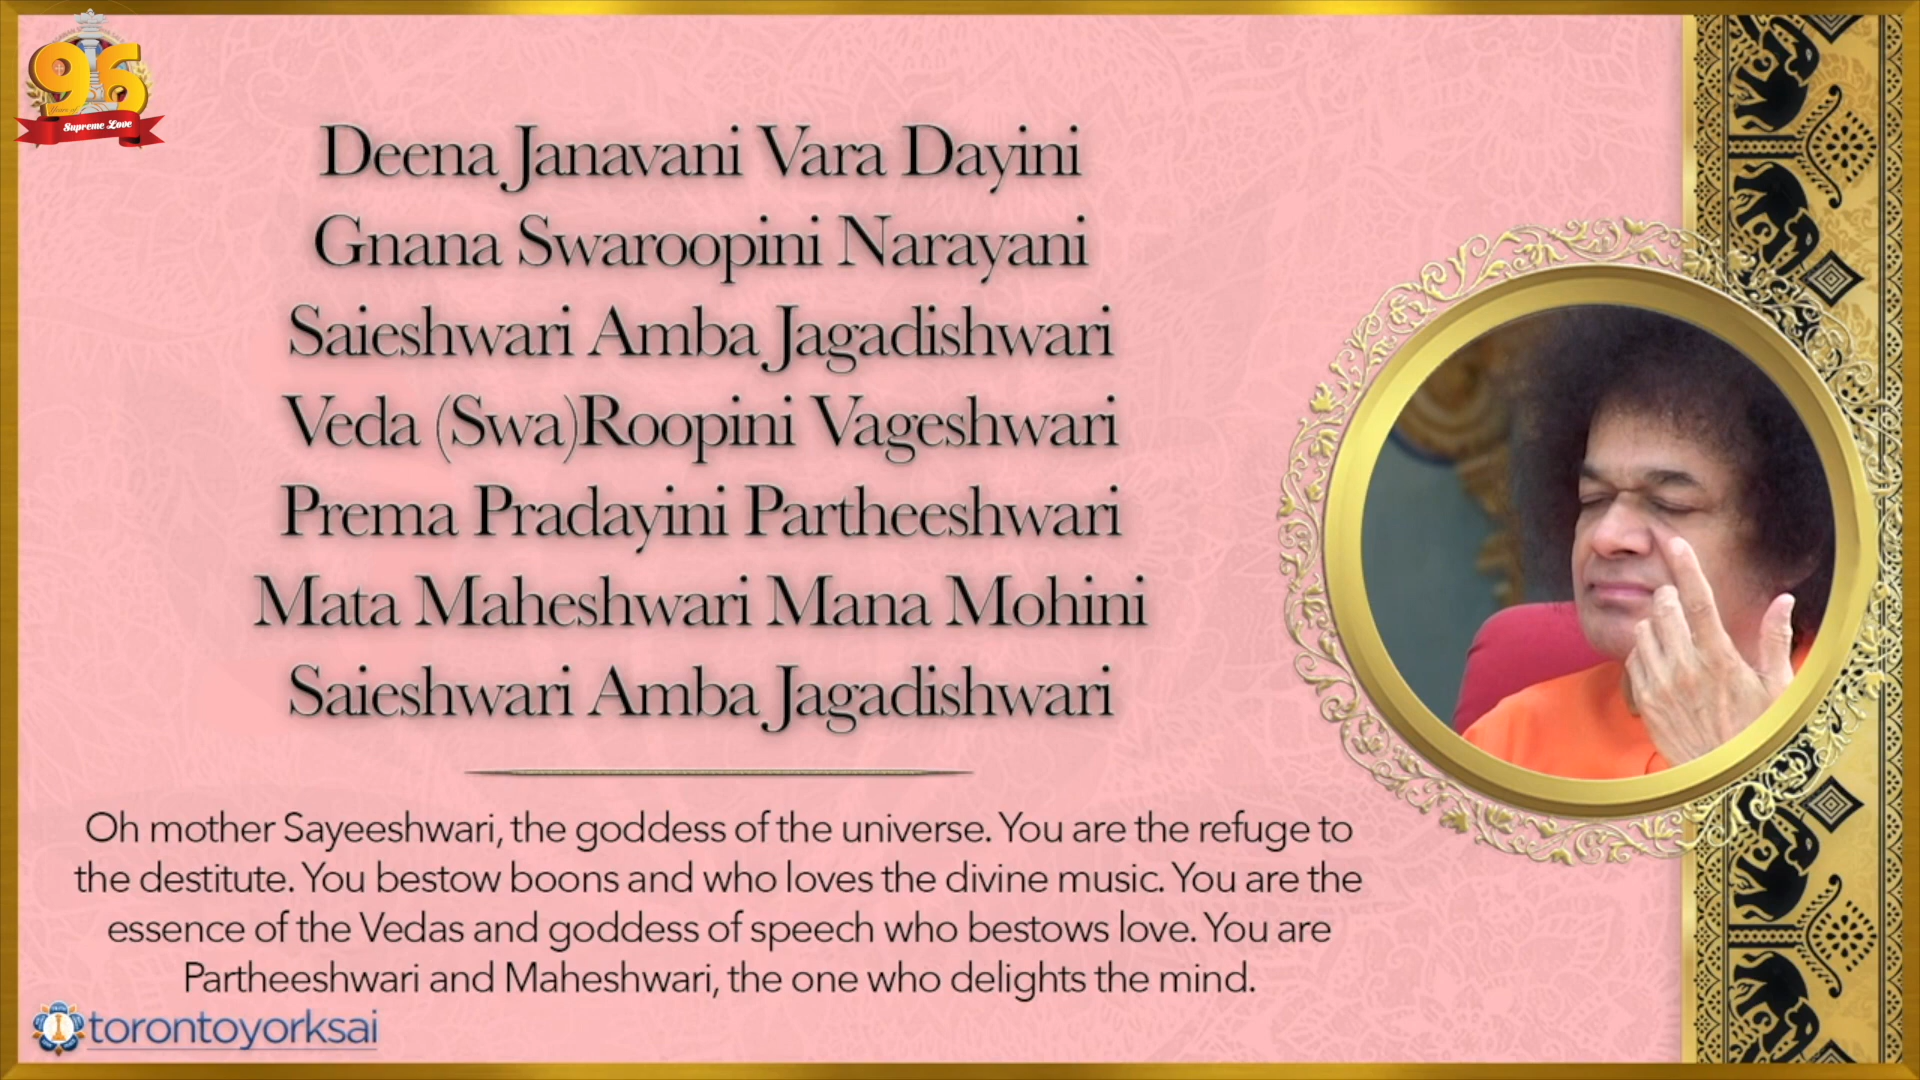 96
Years of
Supreme Love
Deena Janavani Vara Dayini
Gnana Swaroopini Narayani
Saieshwari Amba Jagadishwari
Veda (Swa)Roopini Vageshwari
Prema Pradayini Partheeshwari
Mata Maheshwari Mana Mohini
Saieshwari Amba Jagadishwari
Oh mother Sayeeshwari, the goddess of the universe. You are the refuge to
the destitute. You bestow boons and who loves the divine music. You are the
essence of the Vedas and goddess of speech who bestows love. You are
Partheeshwari and Maheshwari, the one who delights the mind.
torontoyorksai